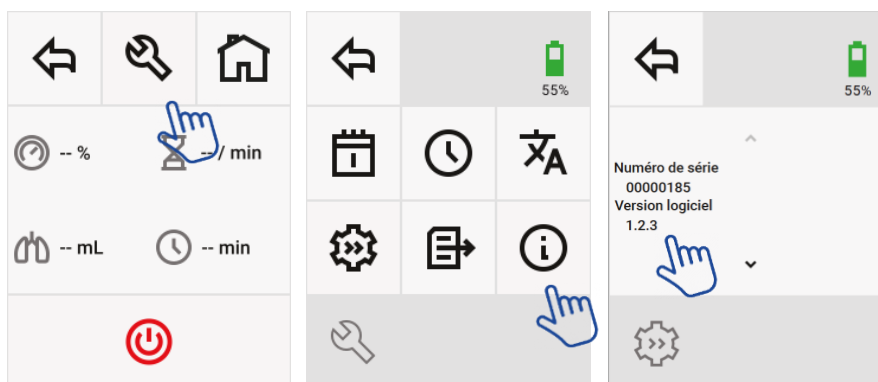 -- %
-- / min
-- mL
-- min
55%
55%
Numéro de série
00000185
Version logiciel
1.2.3